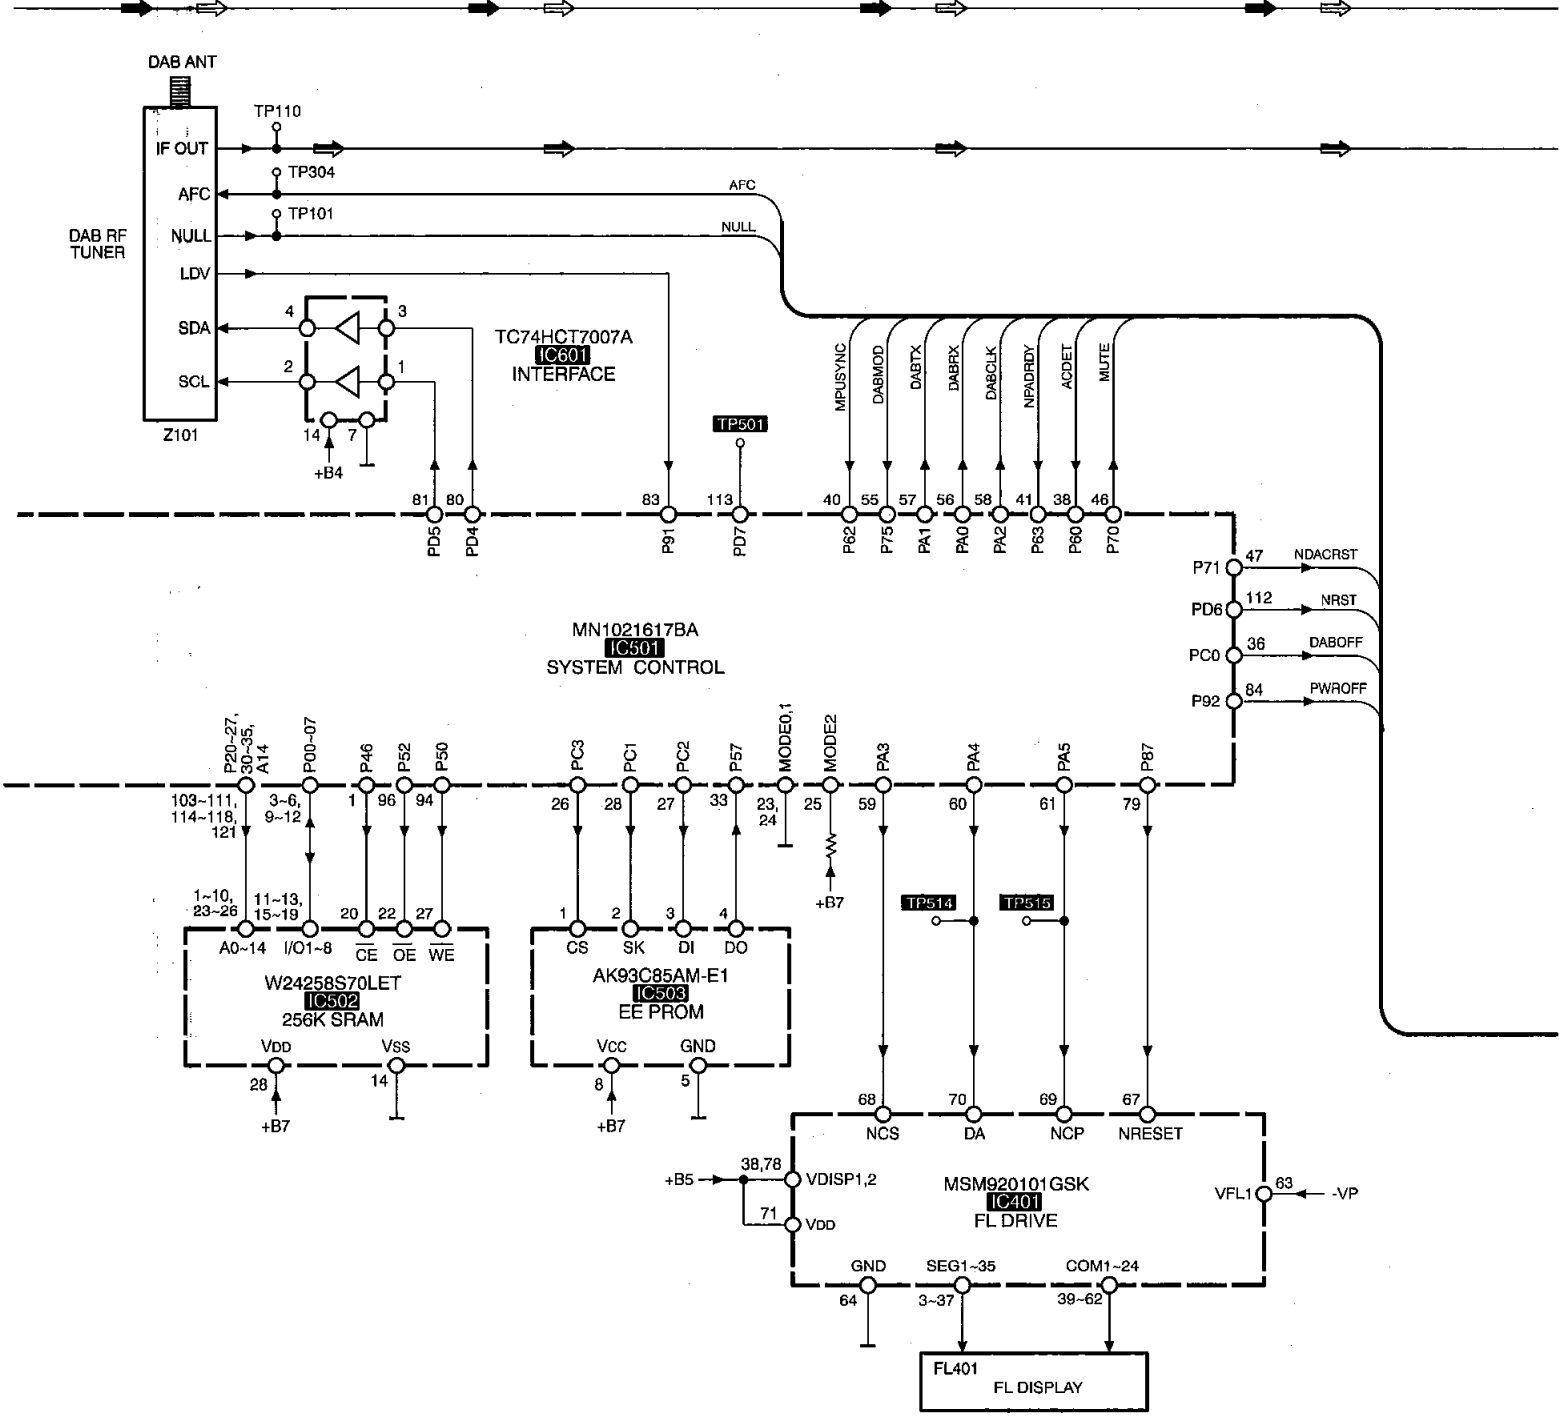 DAB ANT
TP110
IF OUT
TP304
AFC
AFC
TP101
NULL
NULL
DAB RF
TUNER
LDV
4
3
SDA
TC74HCT7007A
IC601
INTERFACE
2
1
SCL
Z101
14
7
+B4
TP501
MPUSYNC
DABMOD
DABTX
DABRX
DABCLK
NPADRDY
ACDET
MUTE
81
80
83
113
40
55
57
56
58
41
38
46
PD5
PD4
P91
PD7
P62
P75
PA1
PA0
PA2
P63
P60
P70
P71
47
NDACRST
PD6
112
NRST
PC0
36
DABOFF
P92
84
PWROFF
MN1021617BA
IC501
SYSTEM CONTROL
P20~27,
30~35,
A14
P00~07
P46
P52
P50
PC3
PC1
PC2
P57
MODE0,1
MODE2
PA3
PA4
PA5
P87
103~111,
114~118,
121
3~6,
9~12
1
96
94
26
28
27
33
23,
24
25
59
60
61
79
+B7
TP514
TP515
1~10,
23~26
11~13,
15~19
20
22
27
1
2
3
4
A0~14
I/O1~8
CE
OE
WE
CS
SK
DI
DO
W24258S70LET
IC502
256K SRAM
AK93C85AM-E1
IC503
EE PROM
VDD
VSS
VCC
GND
28
14
8
5
+B7
+B7
68
70
69
67
NCS
DA
NCP
NRESET
+B5
38,78
VDISP1,2
71
VDD
MSM920101GSK
IC401
FL DRIVE
VFL1
63
-VP
GND
SEG1~35
COM1~24
64
3~37
39~62
FL401
FL DISPLAY